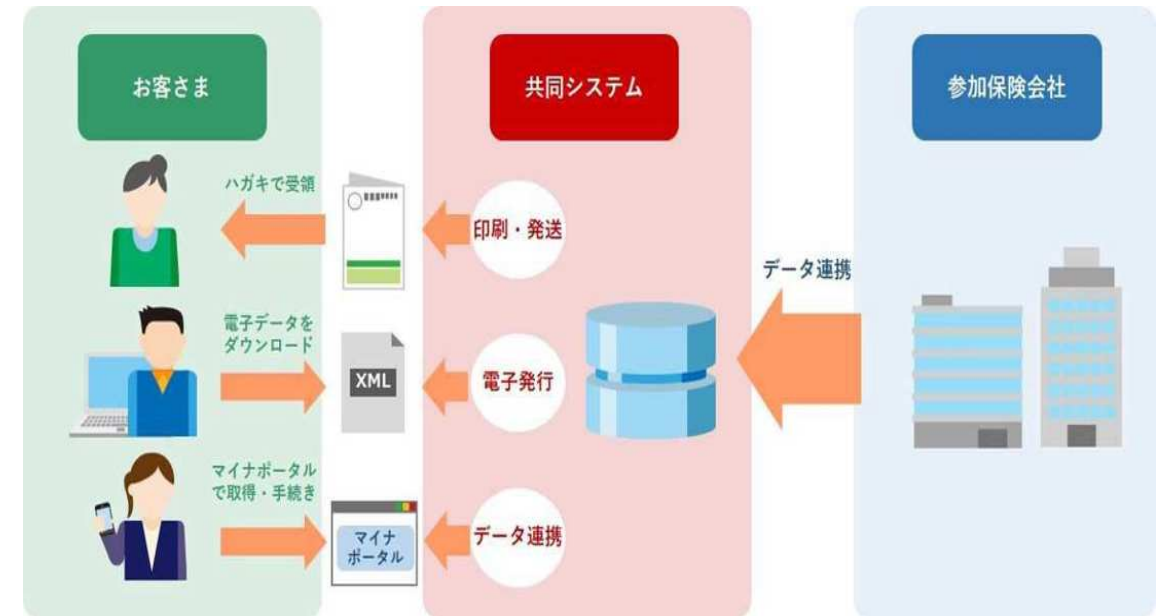 お客さま
共同システム
参加保険会社
ハガキで受領
印刷・発送
データ連携
電子データを
ダウンロード
XML
電子発行
マイナポータル
で取得・手続き
マイナ
ポータル
データ連携